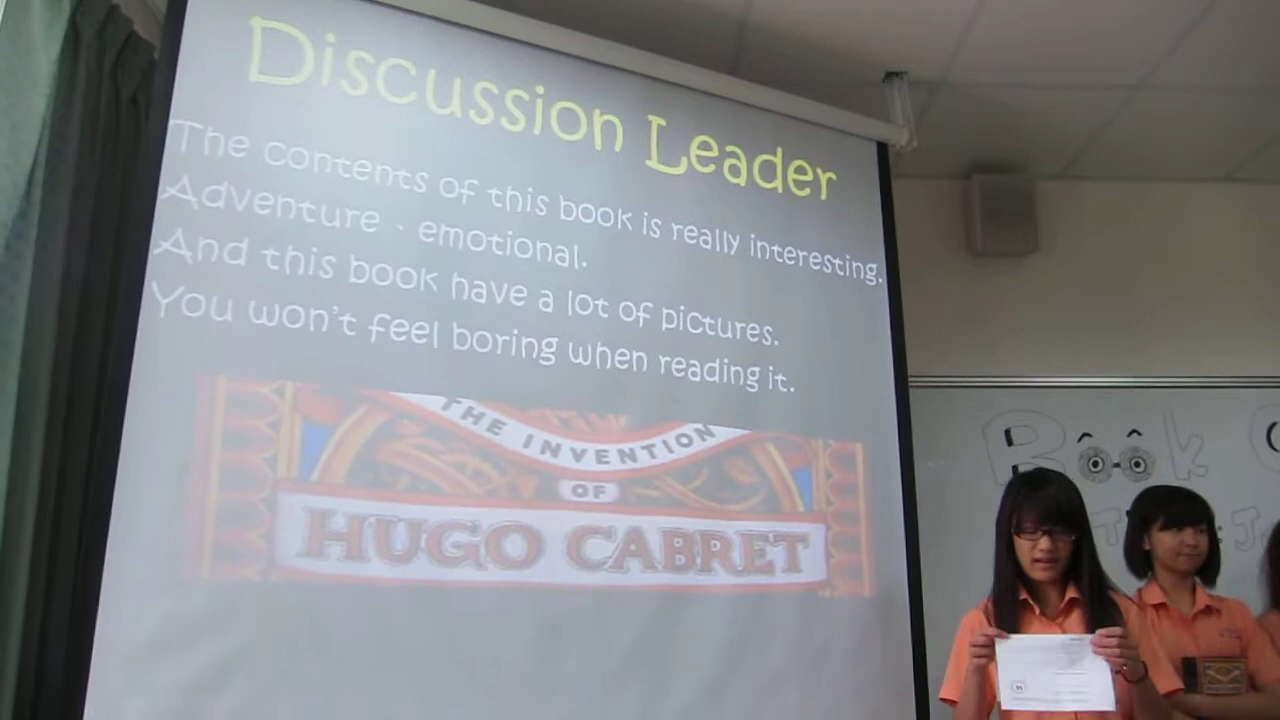 Discussion Leader
The contents of this book is really interesting.
Adventure、emotional.
And this book have a lot of pictures.
You won't feel boring when reading it.
THE INVENTION
OF
HUGO CABRET
Book